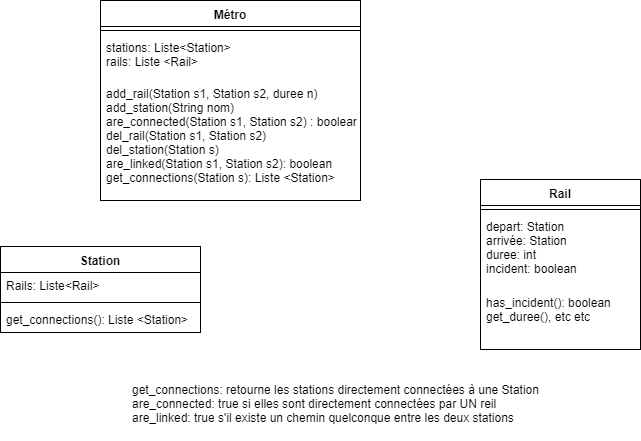 Métro
stations: Liste<Station>
rails: Liste <Rail>
add_rail(Station s1, Station s2, duree n)
add_station(String nom)
are_connected(Station s1, Station s2) : boolear
del_rail(Station s1, Station s2)
del_station(Station s)
are_linked(Station s1, Station s2): boolean
get_connections(Station s): Liste <Station>
Rail
depart: Station
arrivée: Station
duree: int
incident: boolean
has_incident(): boolean
get_duree(), etc etc
Station
Rails: Liste<Rail>
get_connections(): Liste <Station>
get_connections: retourne les stations directement connectées à une Station
are_connected: true si elles sont directement connectées par UN reil
are_linked: true s'il existe un chemin quelconque entre les deux stations